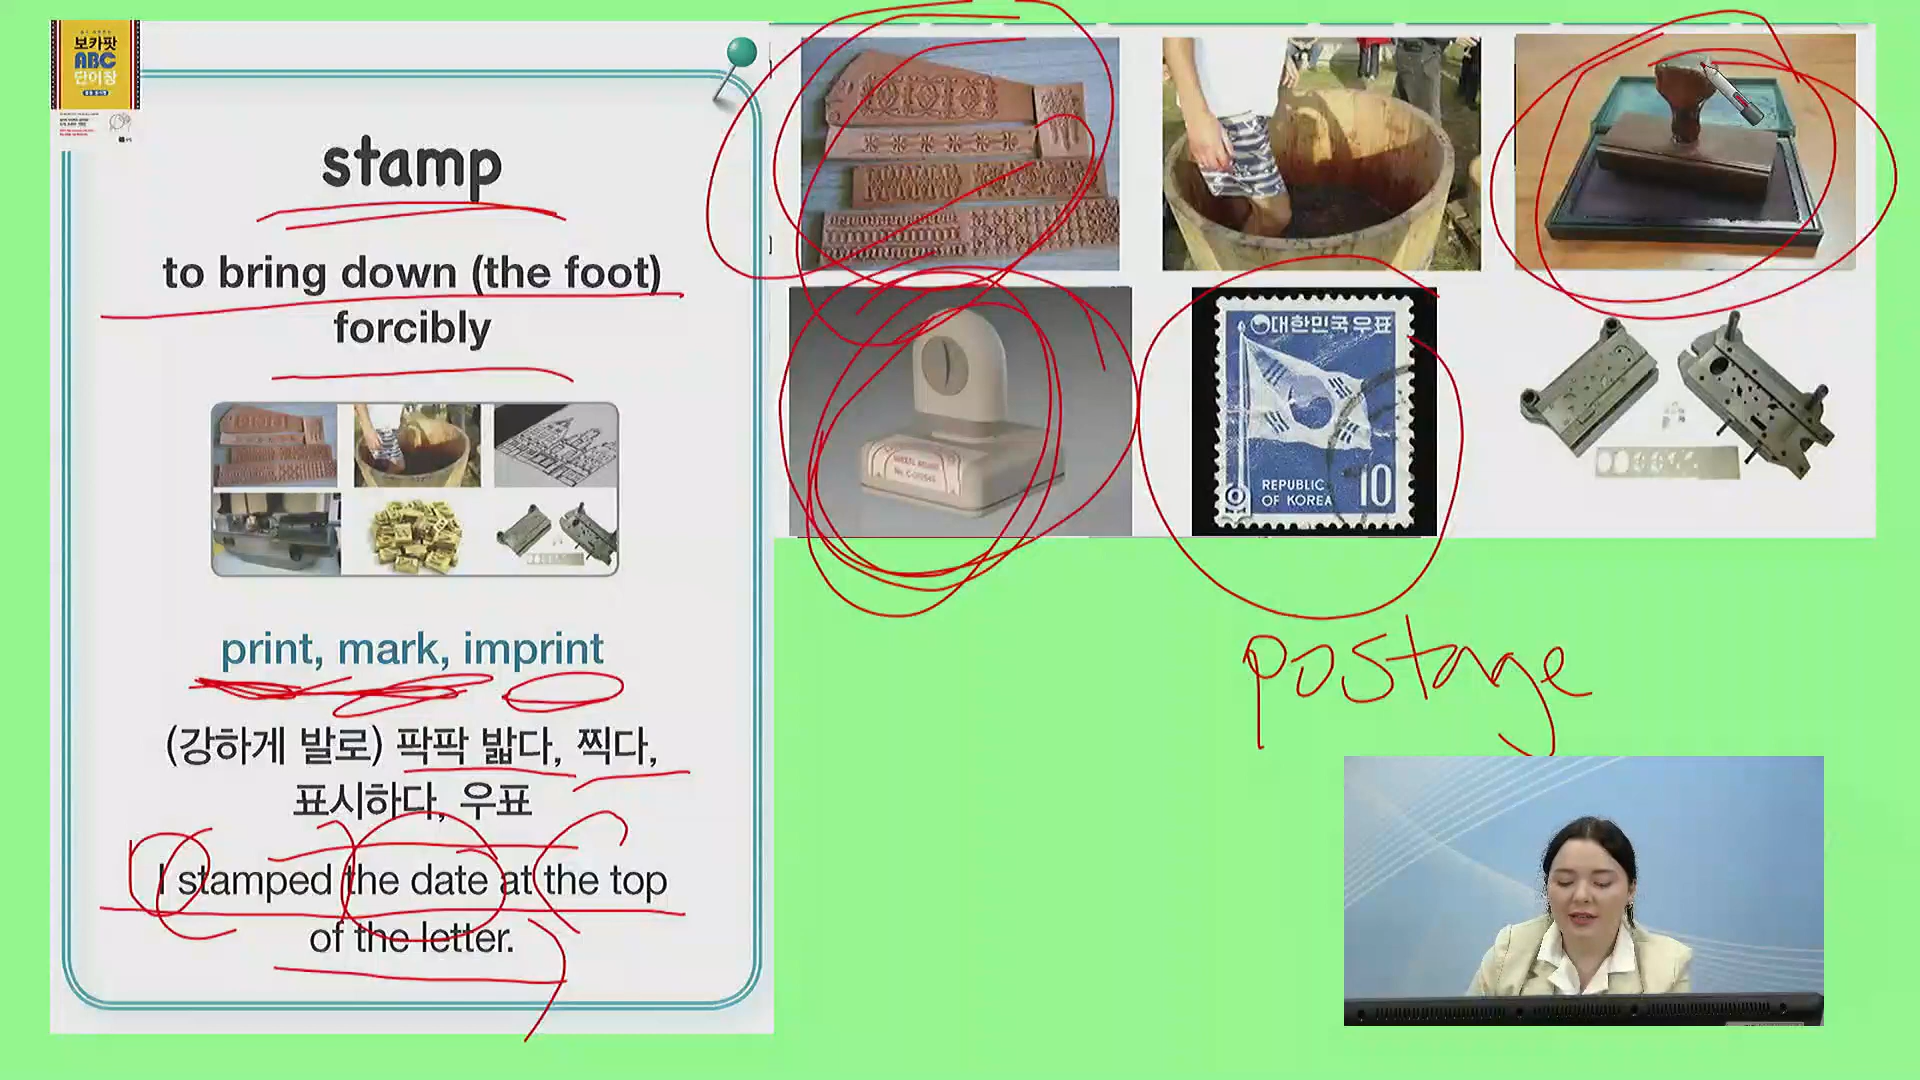 보카팟
ABC
단어장
stamp
to bring down (the foot)
forcibly
print, mark, imprint
(강하게 발로) 팍팍 밟다, 찍다,
표시하다, 우표
I stamped the date at the top
of the letter.
대한민국우표
REPUBLIC
OF KOREA
10
postage